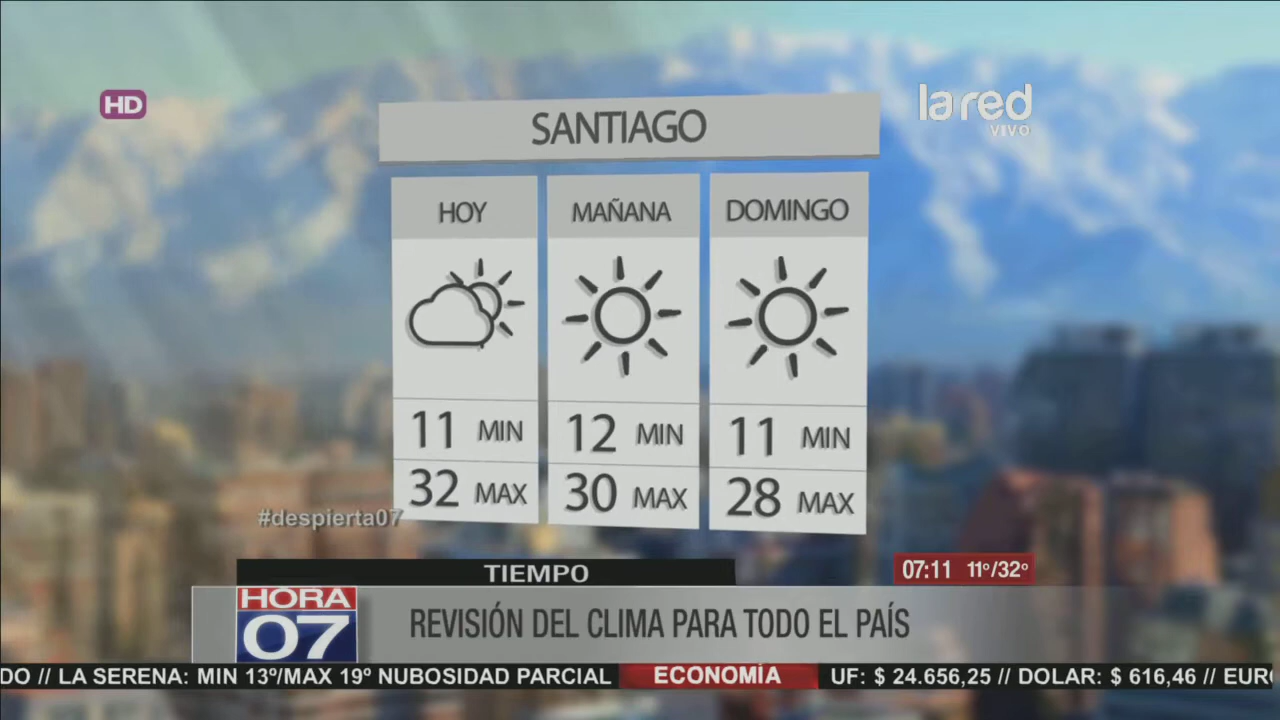 HD
la red
VIVO
SANTIAGO
HOY
MAÑANA
DOMINGO
11 MIN
12 MIN
11 MIN
32 MAX
30 MAX
28 MAX
#despierta07
TIEMPO
07:11 11º/32º
HORA
07
REVISIÓN DEL CLIMA PARA TODO EL PAÍS
DO // LA SERENA: MIN 13º/MAX 19º NUBOSIDAD PARCIAL
ECONOMÍA
UF: $ 24.656,25 // DOLAR: $ 616,46 // EURO